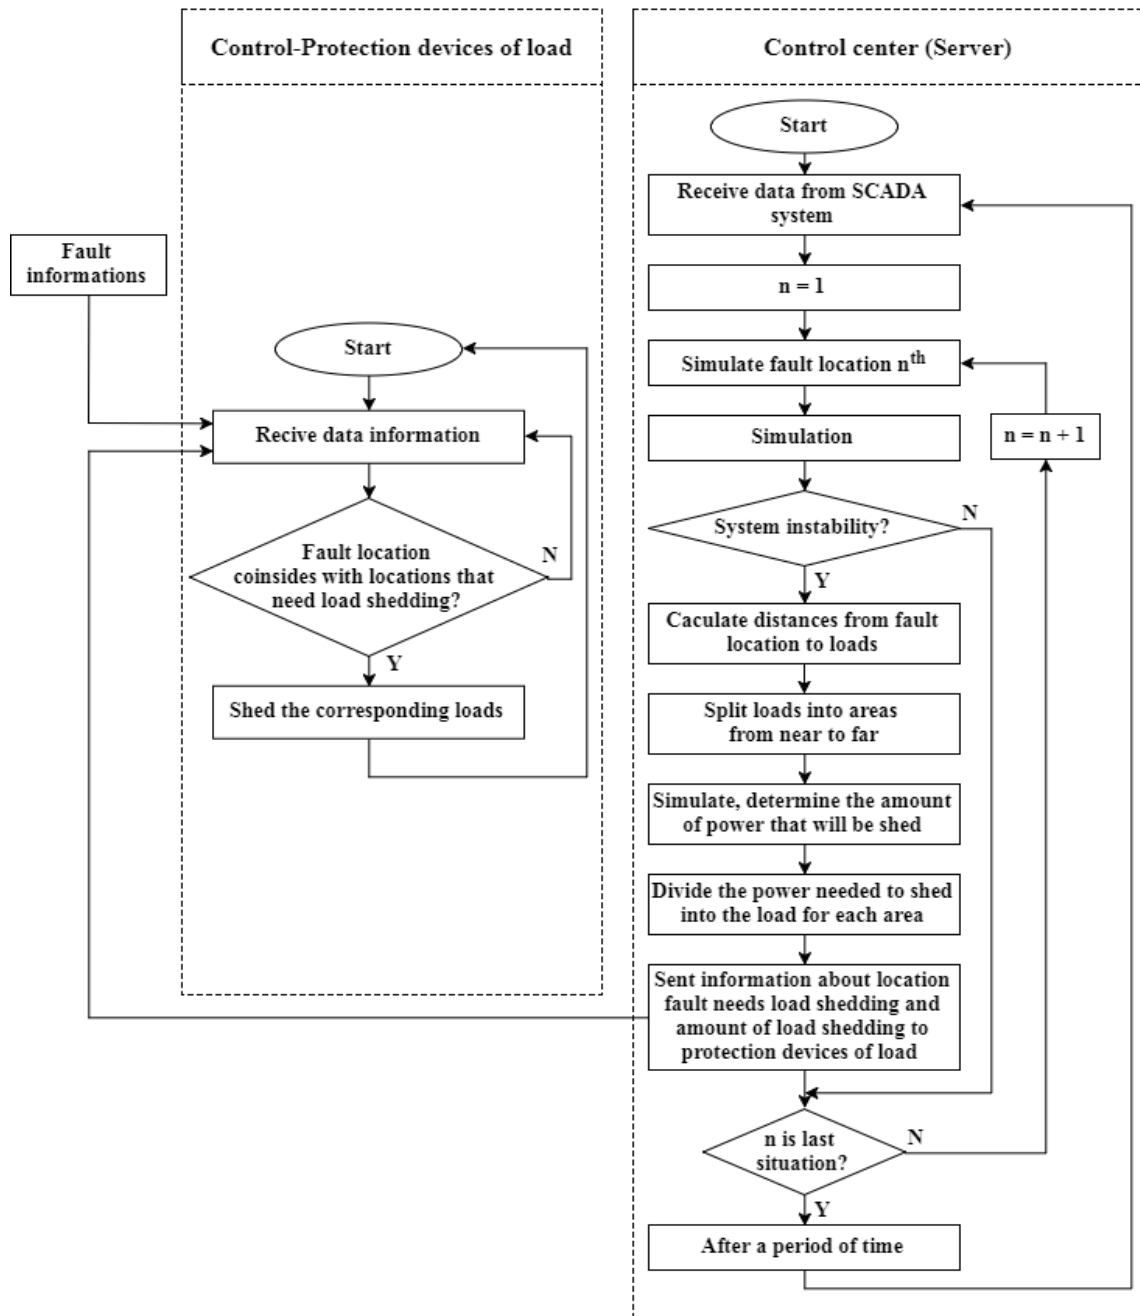 Control-Protection devices of load
Control center (Server)
Fault
informations
Start
Recive data information
Fault location
coinsides with locations that
need load shedding?
N
Y
Shed the corresponding loads
Start
Receive data from SCADA
system
n = 1
Simulate fault location nth
n = n + 1
Simulation
System instability?
N
Y
Caculate distances from fault
location to loads
Split loads into areas
from near to far
Simulate, determine the amount
of power that will be shed
Divide the power needed to shed
into the load for each area
Sent information about location
fault needs load shedding and
amount of load shedding to
protection devices of load
n is last
situation?
N
Y
After a period of time